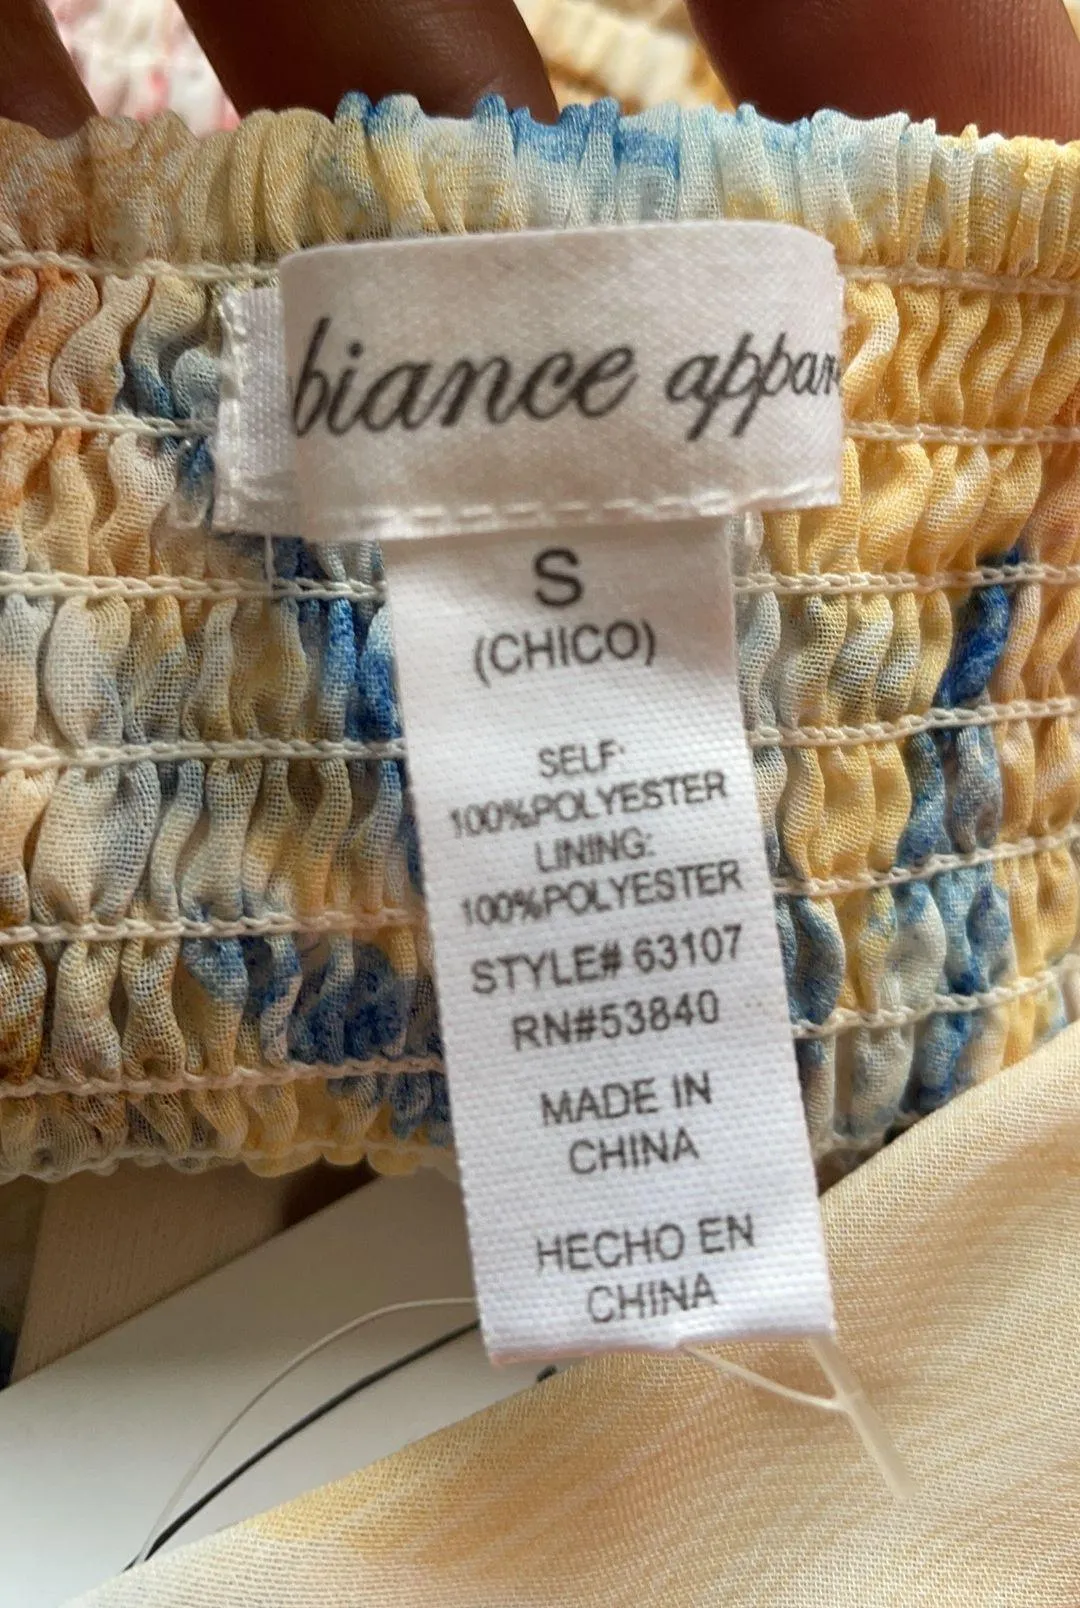 biance appar
S
(CHICO)
SELF:
100%POLYESTER
LINING:
100%POLYESTER
STYLE# 63107
RN#53840
MADE IN
CHINA
HECHO EN
CHINA